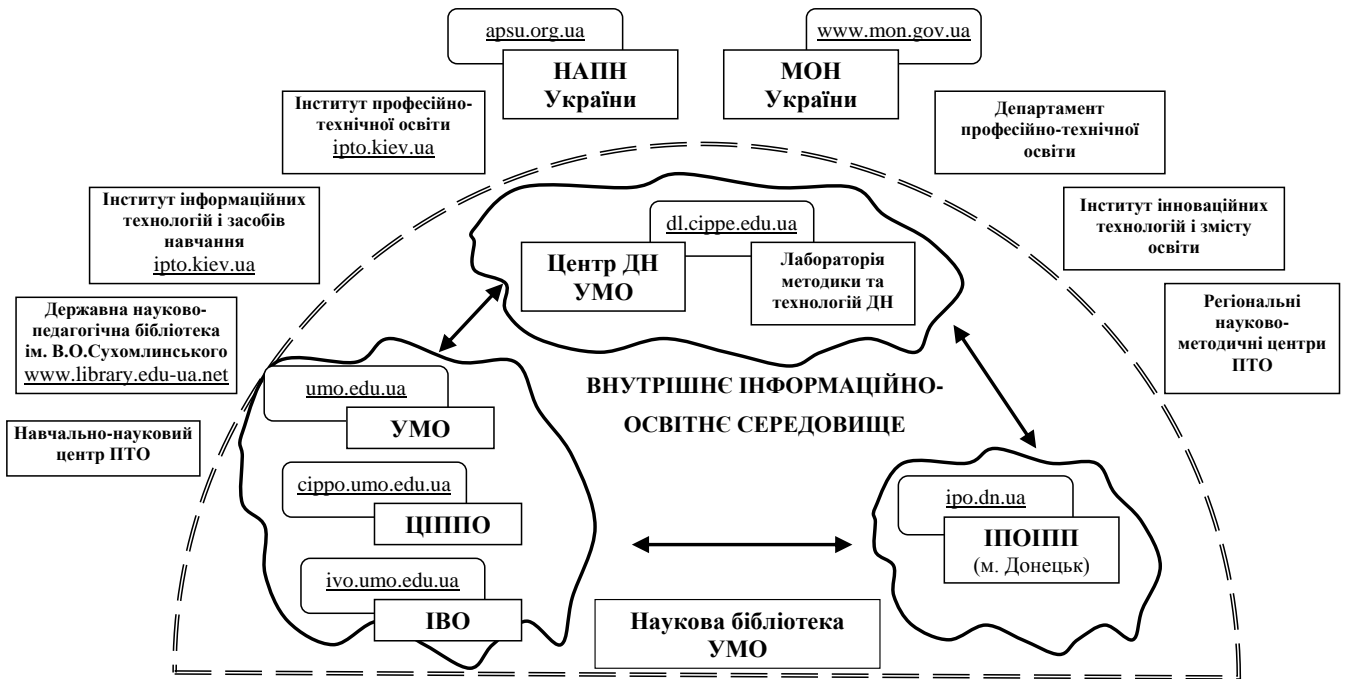 apsu.org.ua
НАПН
України
www.mon.gov.ua
МОН
України
Інститут професійно-
технічної освіти
ipto.kiev.ua
Департамент
професійно-технічної
освіти
Інститут інформаційних
технологій і засобів
навчання
ipto.kiev.ua
Інститут інноваційних
технологій і змісту
освіти
dl.cippe.edu.ua
Центр ДН
УМО
Лабораторія
методики та
технологій ДН
Державна науково-
педагогічна бібліотека
ім. В.О.Сухомлинського
www.library.edu-ua.net
Регіональні
науково-
методичні центри
ПТО
Навчально-науковий
центр ПТО
ВНУТРІШНЄ ІНФОРМАЦІЙНО-
ОСВІТНЄ СЕРЕДОВИЩЕ
umo.edu.ua
УМО
cippo.umo.edu.ua
ЦІППО
ivo.umo.edu.ua
ІВО
ipo.dn.ua
ІПОІПП
(м. Донецьк)
Наукова бібліотека
УМО